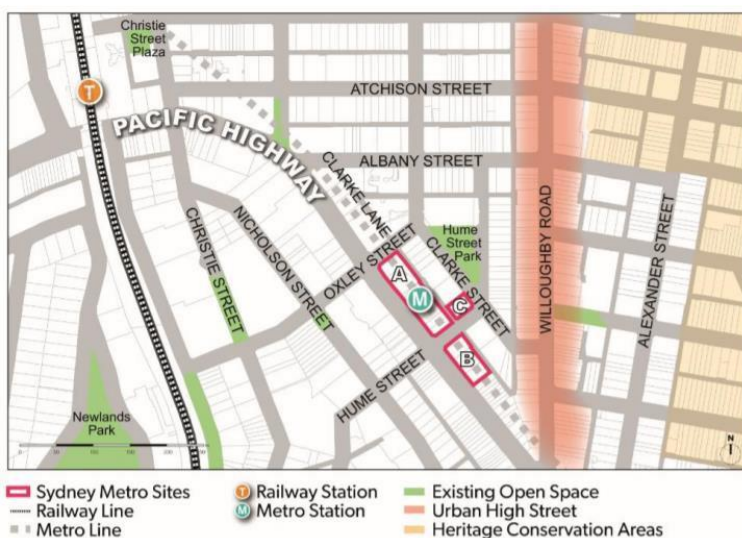 Christie
Street
Plaza
T
ATCHISON STREET
PACIFIC HIGHWAY
ALBANY STREET
CLARKE LANE
CHRISTIE STREET
NICHOLSON STREET
OXLEY STREET
Hume
Street
Park
CLARKE STREET
WILLOUGHBY ROAD
ALEXANDER STREET
A
M
C
B
HUME STREET
Newlands
Park
N
Sydney Metro Sites
Railway Line
Metro Line
T Railway Station
M Metro Station
Existing Open Space
Urban High Street
Heritage Conservation Areas